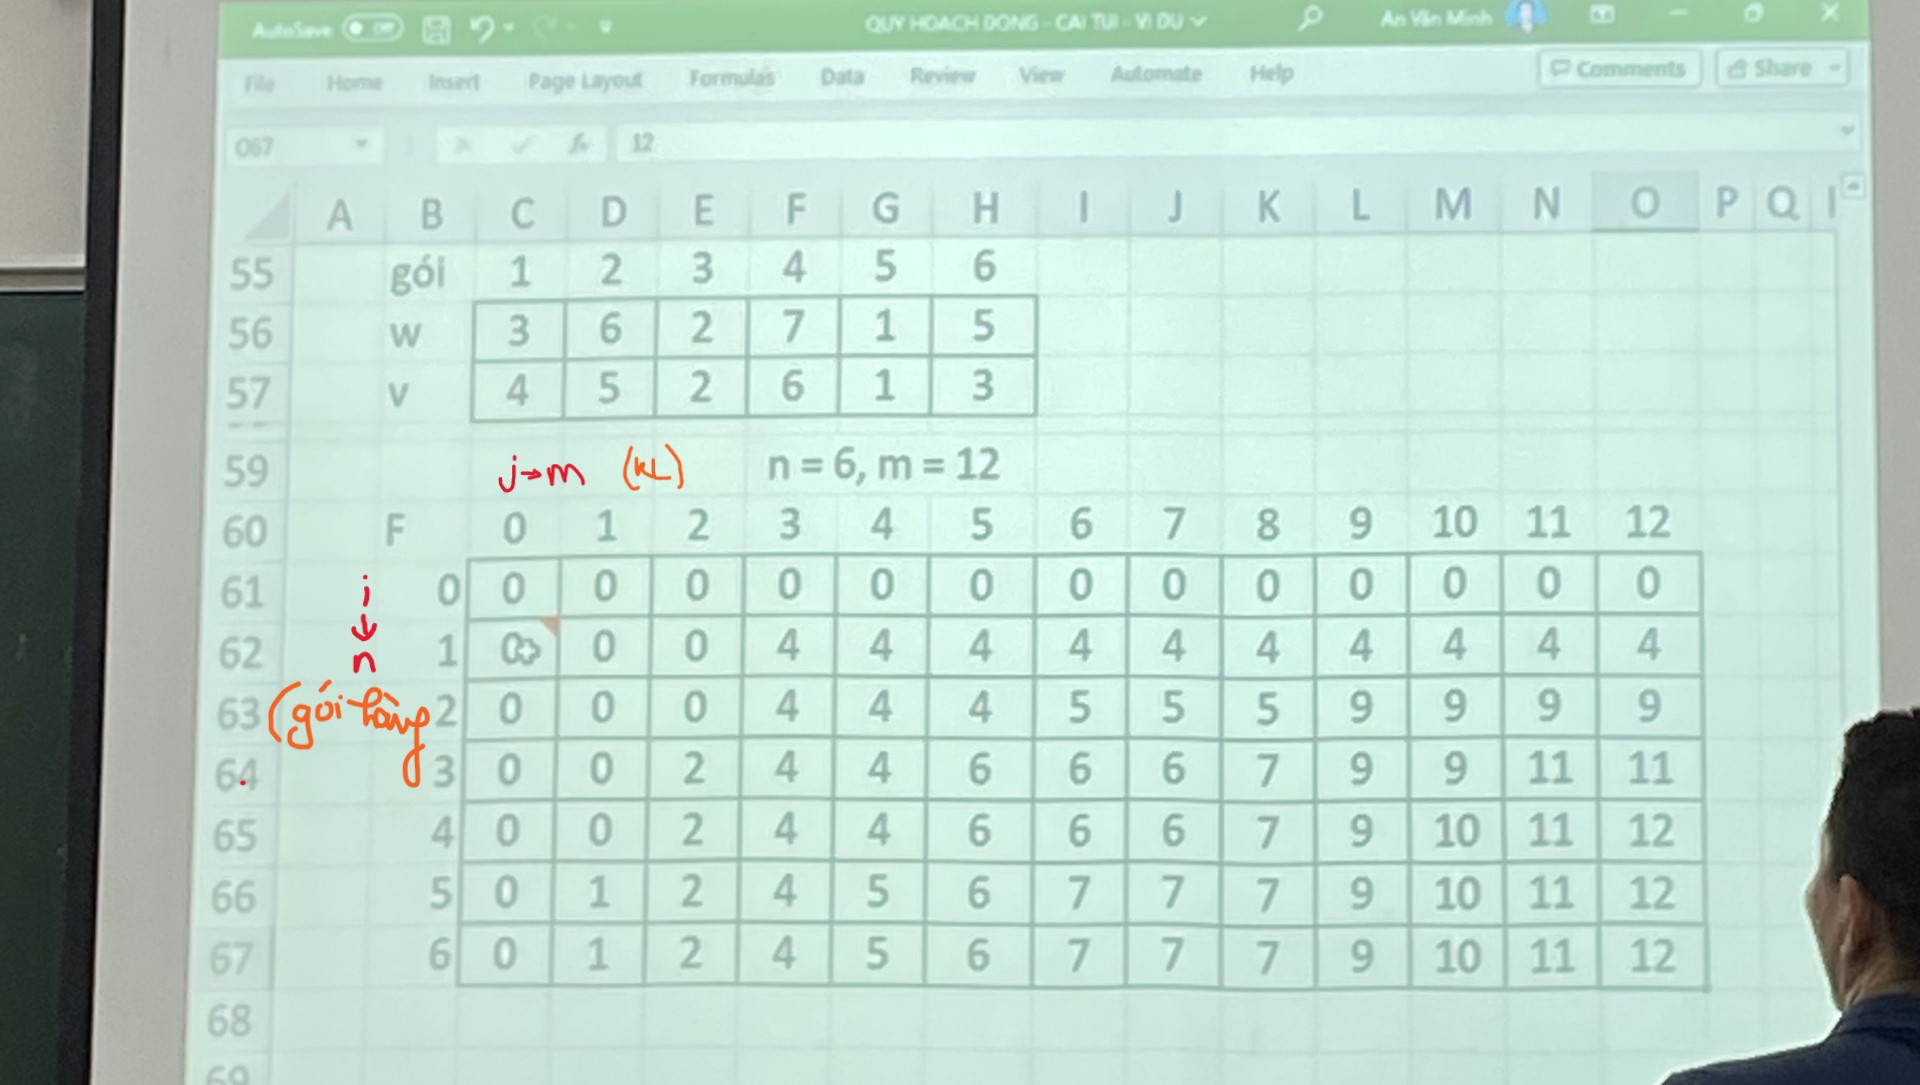 AutoSave Off QUY HOACH DONG - CAI TUI - VI DU An Văn Minh
File Home Insert Page Layout Formulas Data Review View Automate Help Comments Share
O67 fx 12
A B C D E F G H I J K L M N O P Q
55 gói 1 2 3 4 5 6
56 w 3 6 2 7 1 5
57 v 4 5 2 6 1 3
59 j→m (KL) n = 6, m = 12
60 F 0 1 2 3 4 5 6 7 8 9 10 11 12
61 i 0 0 0 0 0 0 0 0 0 0 0 0 0 0
62 n 1 0 0 0 4 4 4 4 4 4 4 4 4 4
63 (gói hàng 2 0 0 0 4 4 4 5 5 5 9 9 9 9
64 3 0 0 2 4 4 6 6 6 7 9 9 11 11
65 4 0 0 2 4 4 6 6 6 7 9 10 11 12
66 5 0 1 2 4 5 6 7 7 7 9 10 11 12
67 6 0 1 2 4 5 6 7 7 7 9 10 11 12
68
69